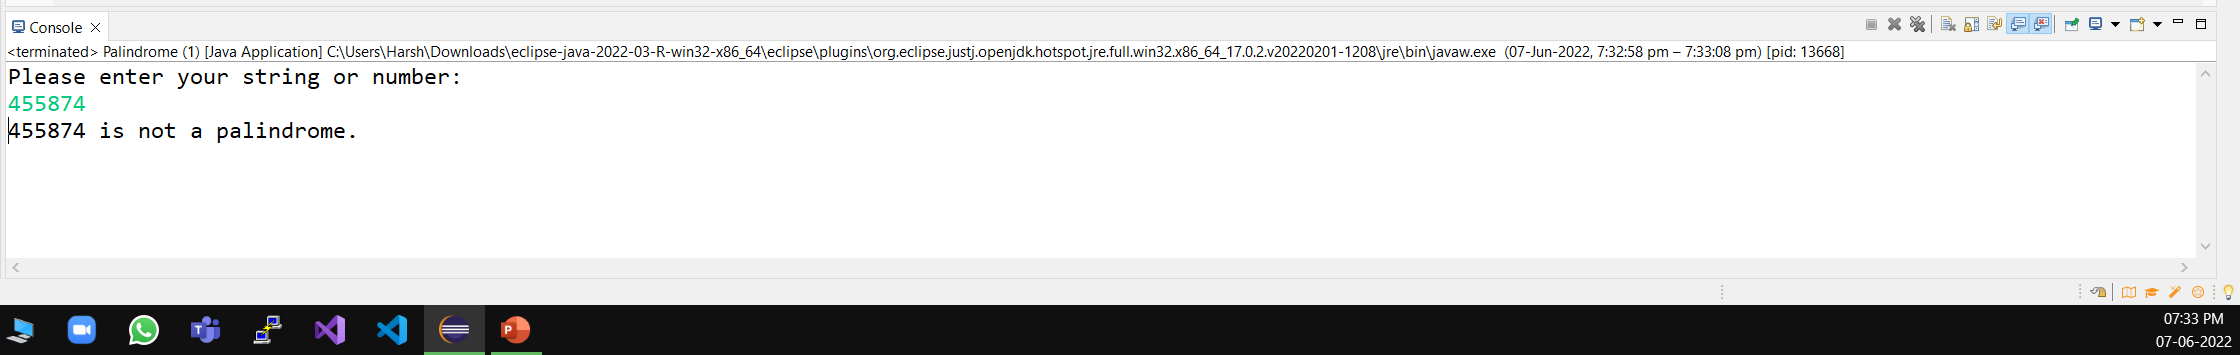 Console
<terminated> Palindrome (1) [Java Application] C:\Users\Harsh\Downloads\eclipse-java-2022-03-R-win32-x86_64\eclipse\plugins\org.eclipse.justj.openjdk.hotspot.jre.full.win32.x86_64_17.0.2.v20220201-1208\jre\bin\javaw.exe (07-Jun-2022, 7:32:58 pm – 7:33:08 pm) [pid: 13668]
Please enter your string or number:
455874
455874 is not a palindrome.
07:33 PM
07-06-2022